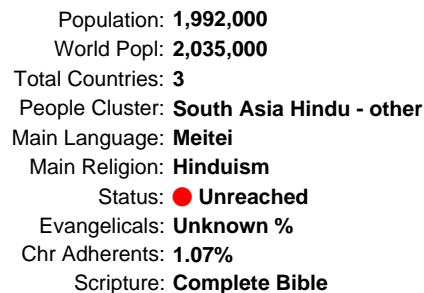 Population: 1,992,000
World Popl: 2,035,000
Total Countries: 3
People Cluster: South Asia Hindu - other
Main Language: Meitei
Main Religion: Hinduism
Status: Unreached
Evangelicals: Unknown %
Chr Adherents: 1.07%
Scripture: Complete Bible